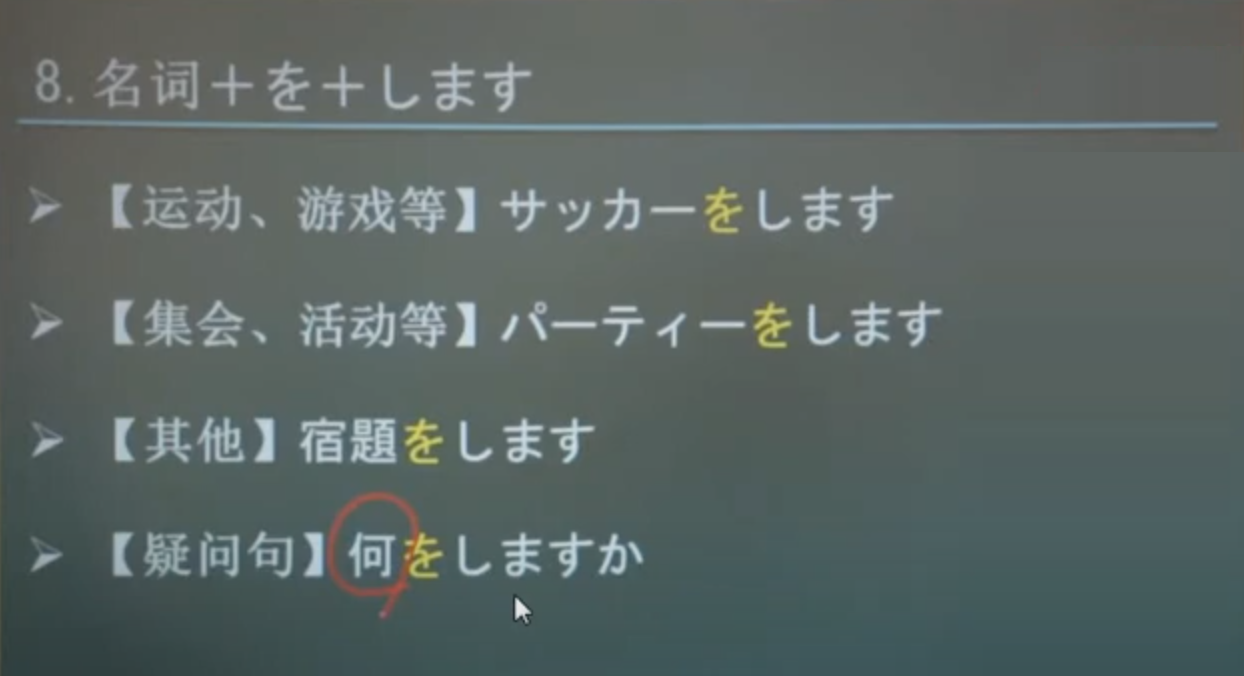 8. 名词＋を＋します
【运动、游戏等】サッカーをします
【集会、活动等】パーティーをします
【其他】宿題をします
【疑问句】何をしますか